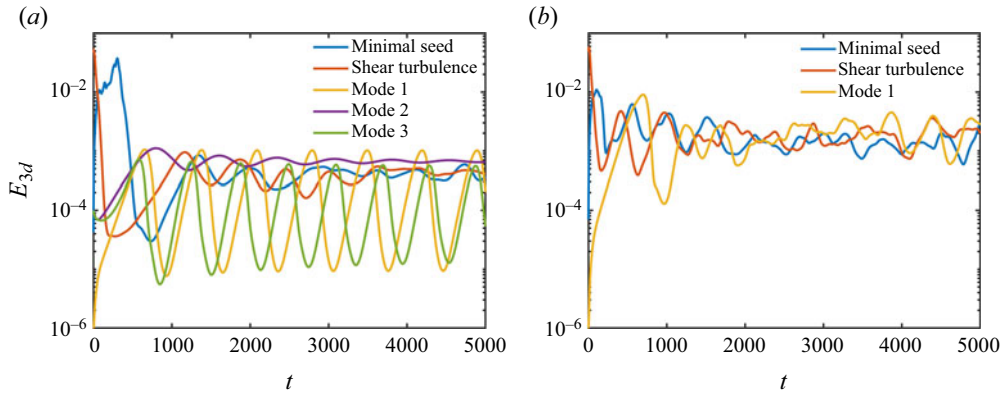 (a)
(b)
Minimal seed
Shear turbulence
Mode 1
Mode 2
Mode 3
10^{-2}
10^{-4}
10^{-6}
E_{3d}
0 1000 2000 3000 4000 5000
t
Minimal seed
Shear turbulence
Mode 1
10^{-2}
10^{-4}
10^{-6}
0 1000 2000 3000 4000 5000
t